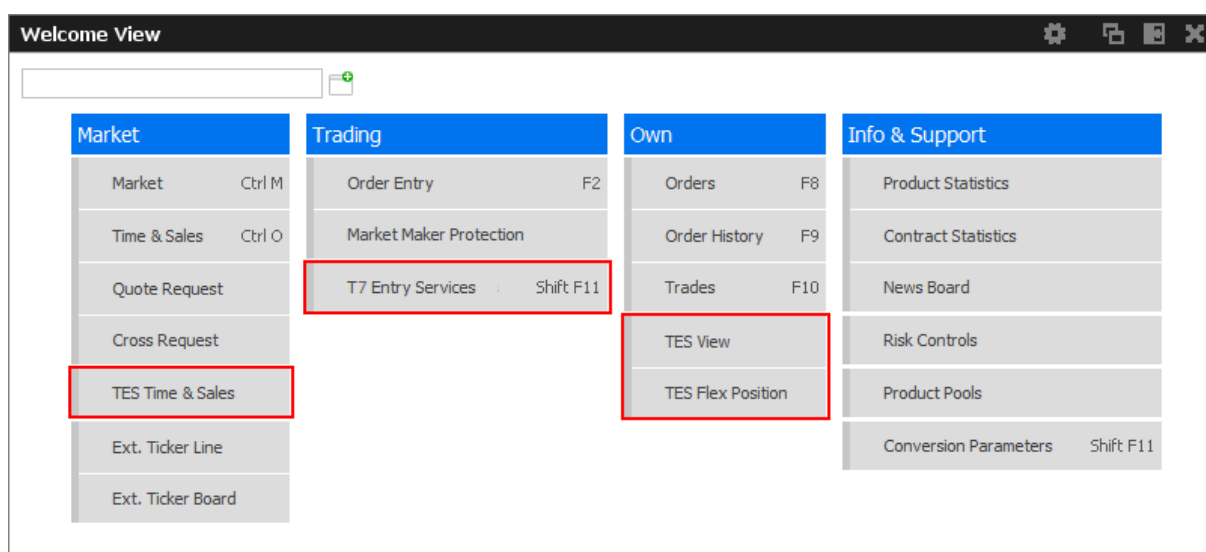 Welcome View
Market Trading Own Info & Support
Market Ctrl M Order Entry F2 Orders F8 Product Statistics
Time & Sales Ctrl O Market Maker Protection Order History F9 Contract Statistics
Quote Request T7 Entry Services Shift F11 Trades F10 News Board
Cross Request TES View Risk Controls
TES Time & Sales TES Flex Position Product Pools
Ext. Ticker Line Conversion Parameters Shift F11
Ext. Ticker Board